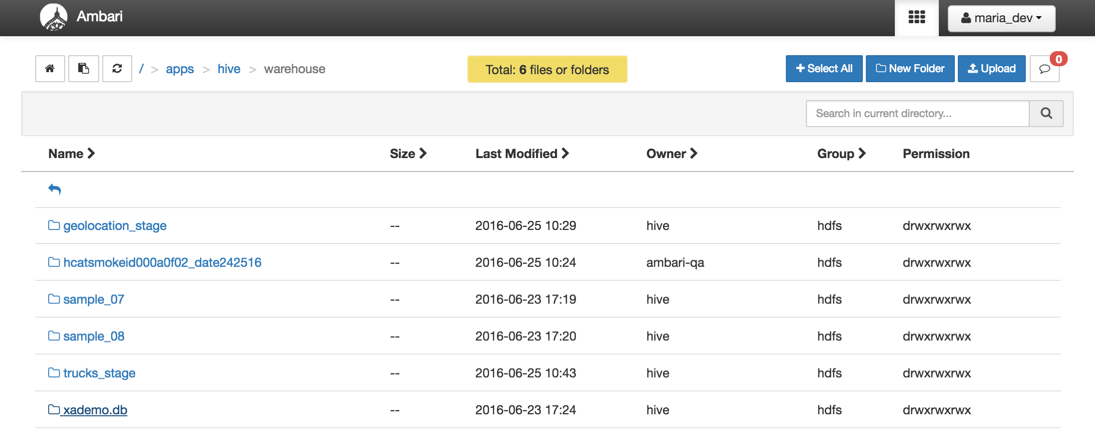 Ambari
maria_dev
/ > apps > hive > warehouse
Total: 6 files or folders
Select All
New Folder
Upload
0
Search in current directory...
Name Size Last Modified Owner Group Permission
geolocation_stage -- 2016-06-25 10:29 hive hdfs drwxrwxrwx
hcatsmokeid000a0f02_date242516 -- 2016-06-25 10:24 ambari-qa hdfs drwxrwxrwx
sample_07 -- 2016-06-23 17:19 hive hdfs drwxrwxrwx
sample_08 -- 2016-06-23 17:20 hive hdfs drwxrwxrwx
trucks_stage -- 2016-06-25 10:43 hive hdfs drwxrwxrwx
xademo.db -- 2016-06-23 17:24 hive hdfs drwxrwxrwx